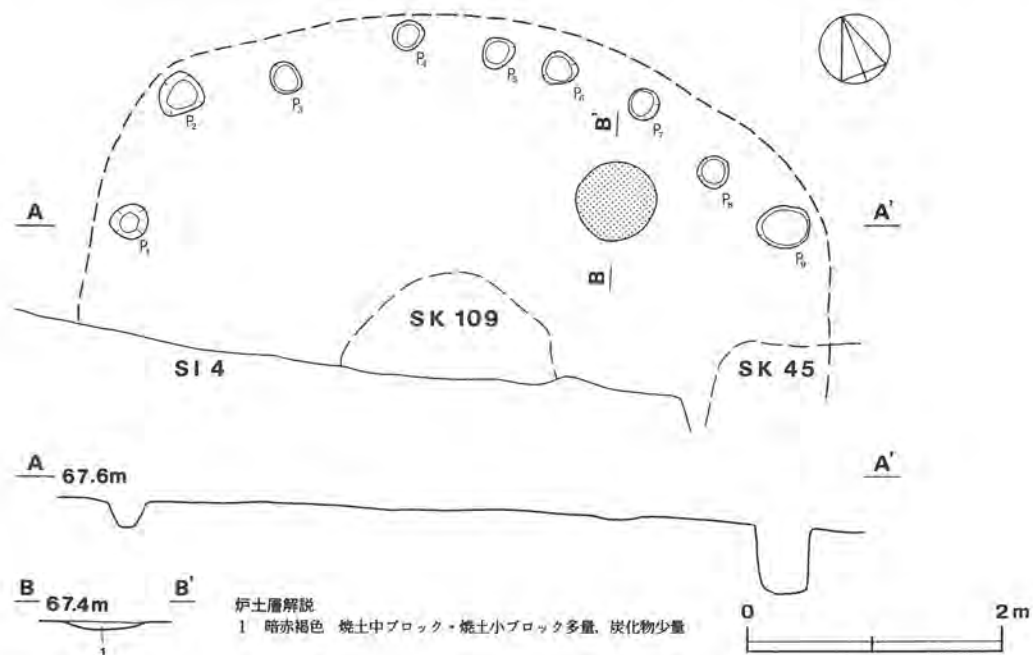 P4
P5
P6
P3
P2
P7
B'
P8
A
A'
P1
P9
B
SK 109
SI 4
SK 45
A 67.6m A'
B 67.4m B'
炉土層解説
1 暗赤褐色 焼土中ブロック・焼土小ブロック多量、炭化物少量
1
0 2m